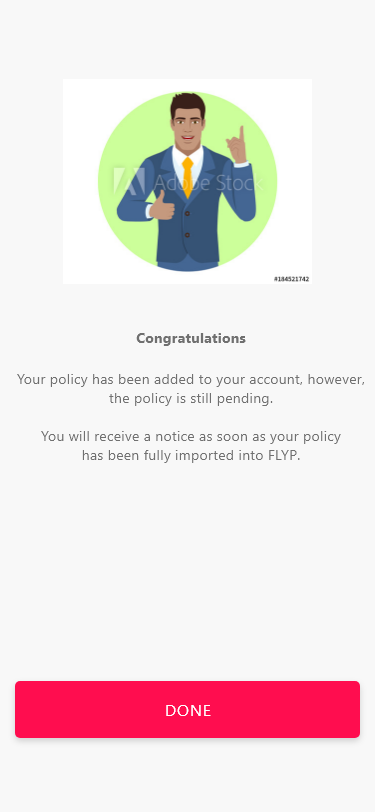 Adobe Stock
#184521742
Congratulations
Your policy has been added to your account, however,
the policy is still pending.
You will receive a notice as soon as your policy
has been fully imported into FLYP.
DONE